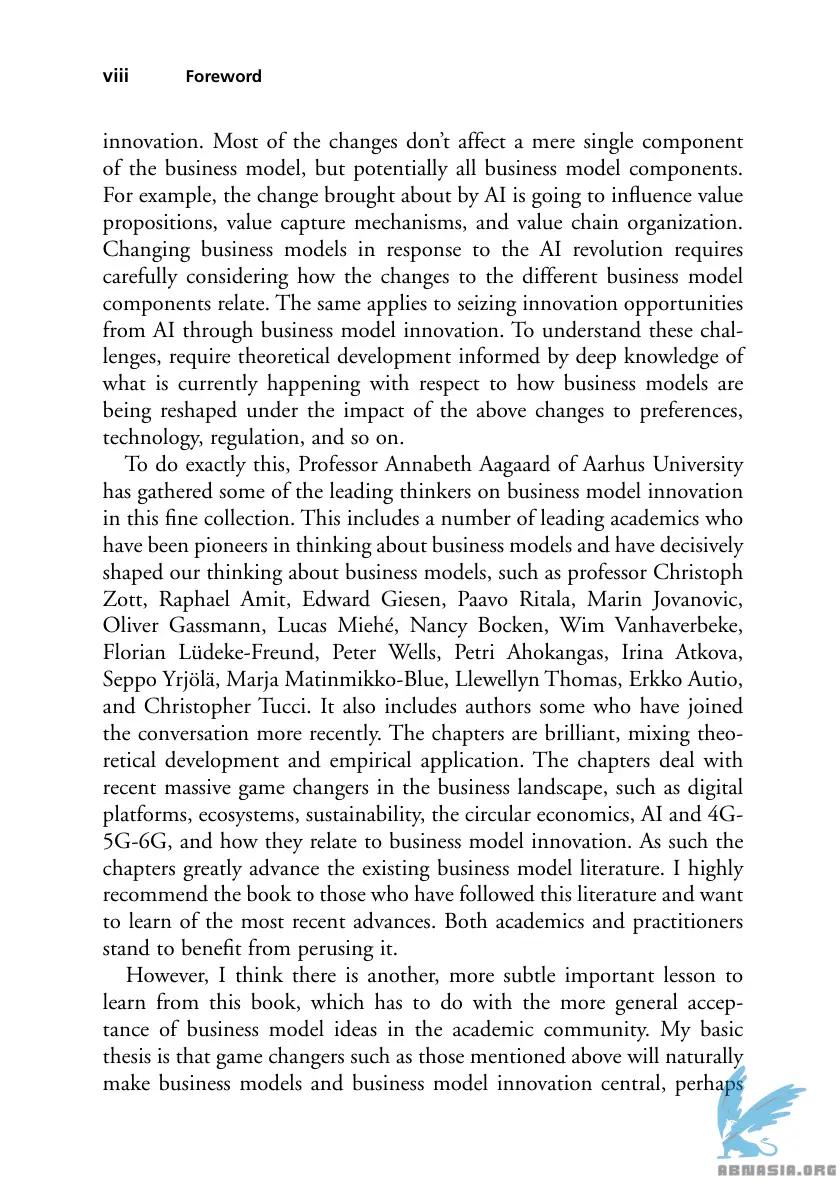 viii Foreword
innovation. Most of the changes don’t affect a mere single component
of the business model, but potentially all business model components.
For example, the change brought about by AI is going to influence value
propositions, value capture mechanisms, and value chain organization.
Changing business models in response to the AI revolution requires
carefully considering how the changes to the different business model
components relate. The same applies to seizing innovation opportunities
from AI through business model innovation. To understand these chal-
lenges, require theoretical development informed by deep knowledge of
what is currently happening with respect to how business models are
being reshaped under the impact of the above changes to preferences,
technology, regulation, and so on.
To do exactly this, Professor Annabeth Aagaard of Aarhus University
has gathered some of the leading thinkers on business model innovation
in this fine collection. This includes a number of leading academics who
have been pioneers in thinking about business models and have decisively
shaped our thinking about business models, such as professor Christoph
Zott, Raphael Amit, Edward Giesen, Paavo Ritala, Marin Jovanovic,
Oliver Gassmann, Lucas Miehé, Nancy Bocken, Wim Vanhaverbeke,
Florian Lüdeke-Freund, Peter Wells, Petri Ahokangas, Irina Atkova,
Seppo Yrjölä, Marja Matinmikko-Blue, Llewellyn Thomas, Erkko Autio,
and Christopher Tucci. It also includes authors some who have joined
the conversation more recently. The chapters are brilliant, mixing theo-
retical development and empirical application. The chapters deal with
recent massive game changers in the business landscape, such as digital
platforms, ecosystems, sustainability, the circular economics, AI and 4G-
5G-6G, and how they relate to business model innovation. As such the
chapters greatly advance the existing business model literature. I highly
recommend the book to those who have followed this literature and want
to learn of the most recent advances. Both academics and practitioners
stand to benefit from perusing it.
However, I think there is another, more subtle important lesson to
learn from this book, which has to do with the more general accep-
tance of business model ideas in the academic community. My basic
thesis is that game changers such as those mentioned above will naturally
make business models and business model innovation central, perhaps
ABNASIA.ORG